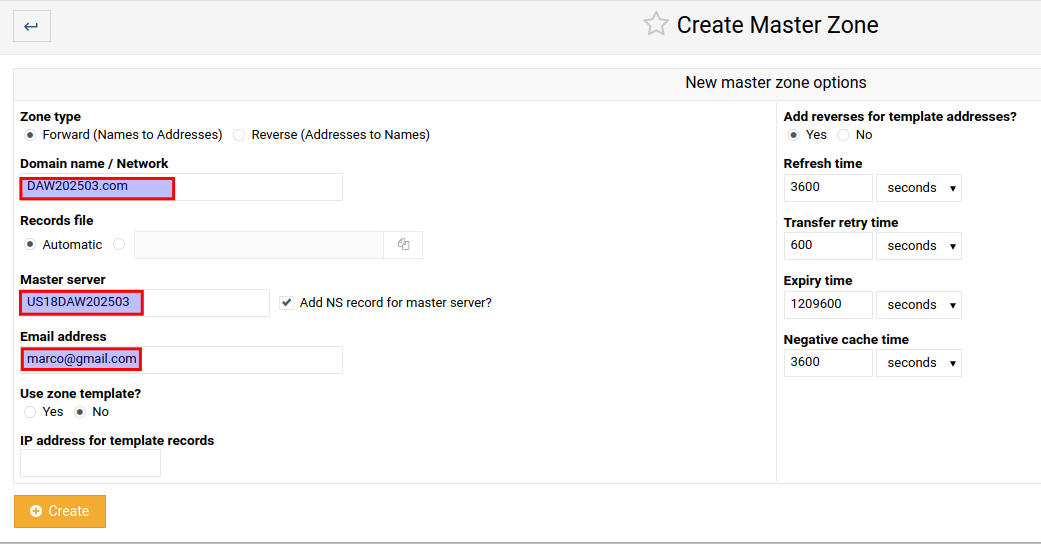 Create Master Zone
New master zone options
Zone type
Forward (Names to Addresses) Reverse (Addresses to Names)
Domain name / Network
DAW202503.com
Records file
Automatic
Master server
US18DAW202503 Add NS record for master server?
Email address
marco@gmail.com
Use zone template?
Yes No
IP address for template records
Add reverses for template addresses?
Yes No
Refresh time
3600 seconds
Transfer retry time
600 seconds
Expiry time
1209600 seconds
Negative cache time
3600 seconds
Create